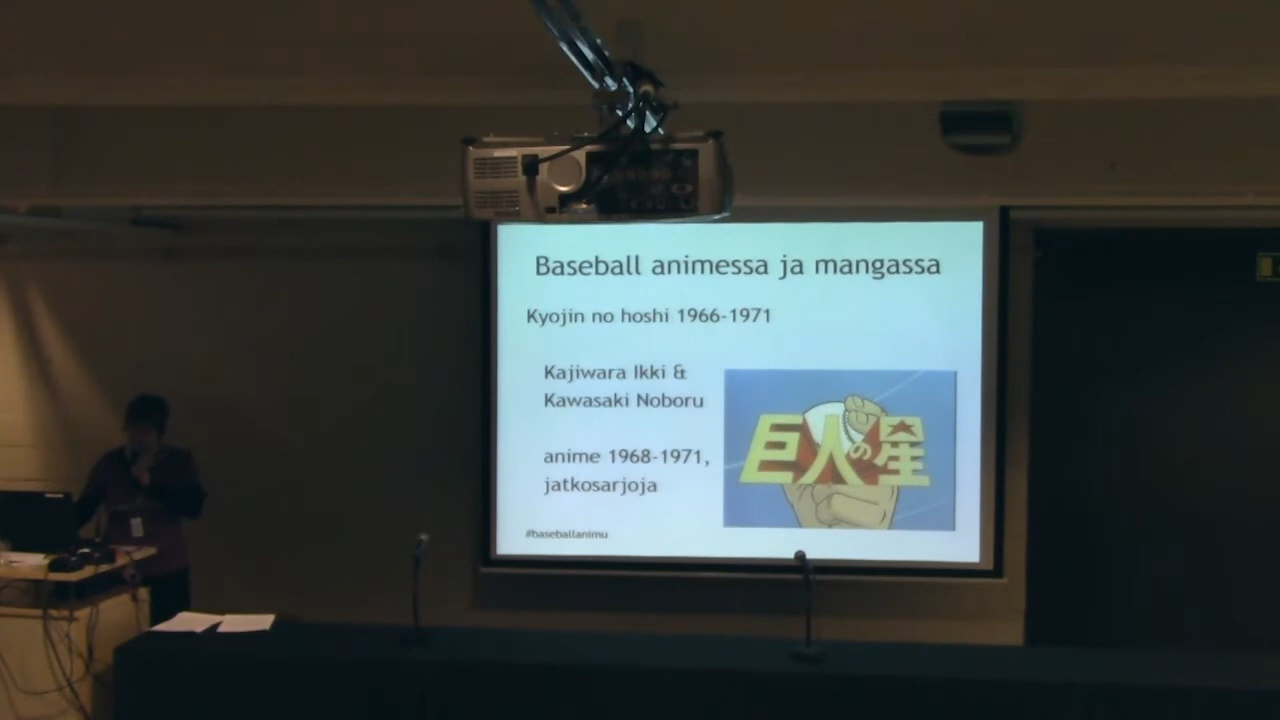 Baseball animessa ja mangassa
Kyojin no hoshi 1966-1971
Kajiwara Ikki &
Kawasaki Noboru
巨人の星
anime 1968-1971,
jatkosarjoja
#baseballanimu